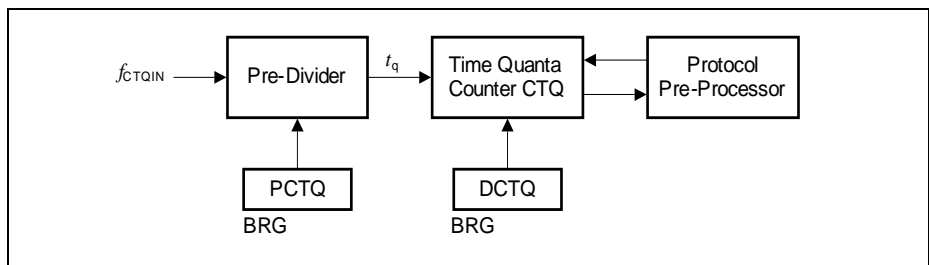 fCTQIN
Pre-Divider
tq
Time Quanta
Counter CTQ
Protocol
Pre-Processor
PCTQ
BRG
DCTQ
BRG